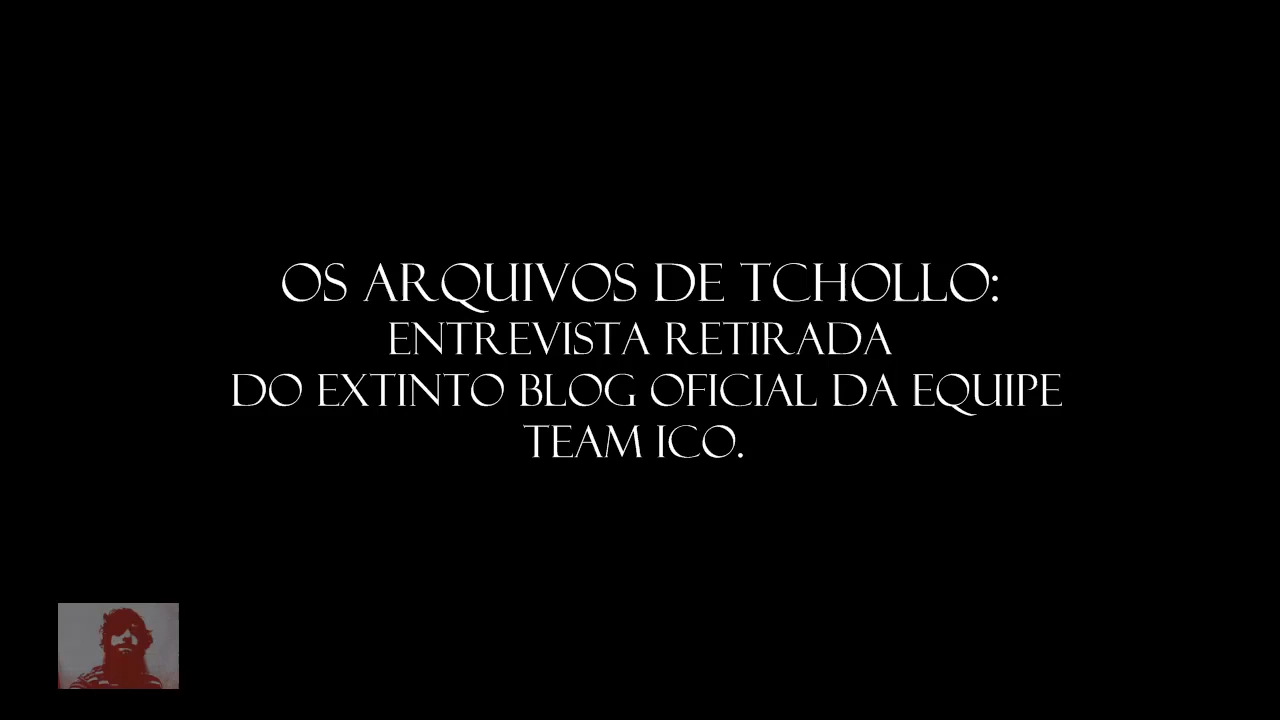 OS ARQUIVOS DE TCHOLLO:
ENTREVISTA RETIRADA
DO EXTINTO BLOG OFICIAL DA EQUIPE
TEAM ICO.